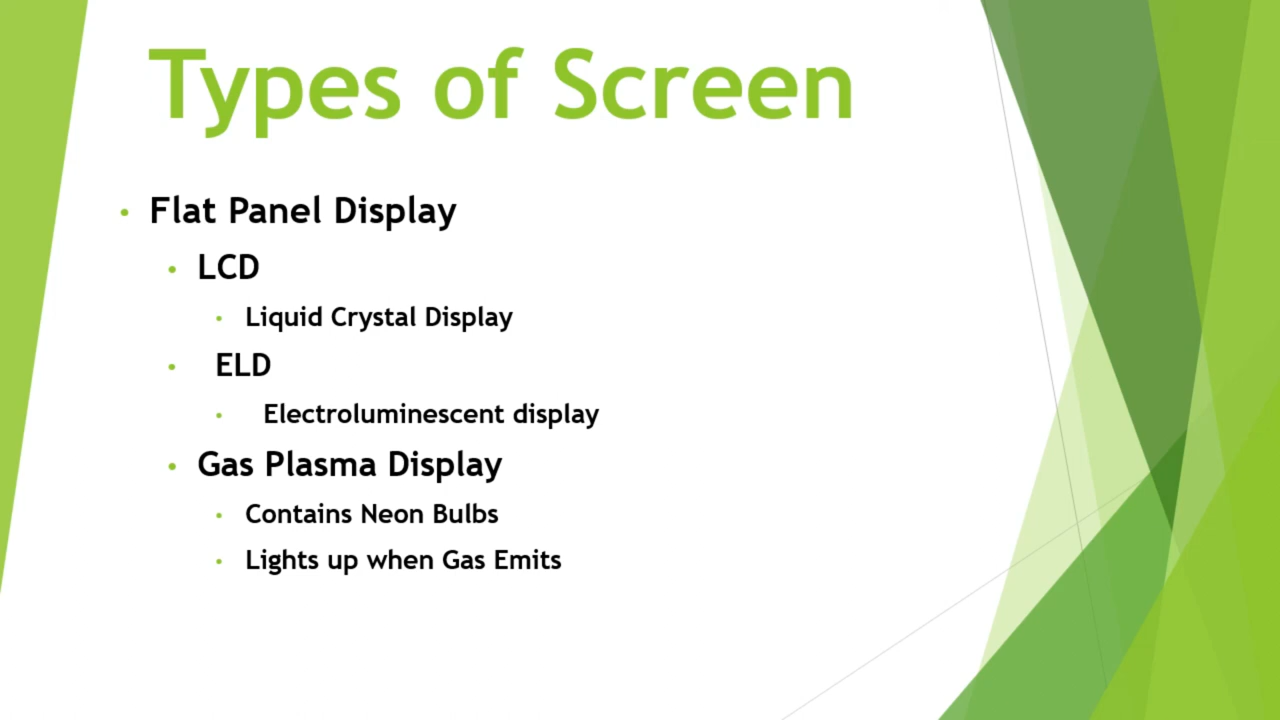 Types of Screen
• Flat Panel Display
• LCD
• Liquid Crystal Display
• ELD
• Electroluminescent display
• Gas Plasma Display
• Contains Neon Bulbs
• Lights up when Gas Emits